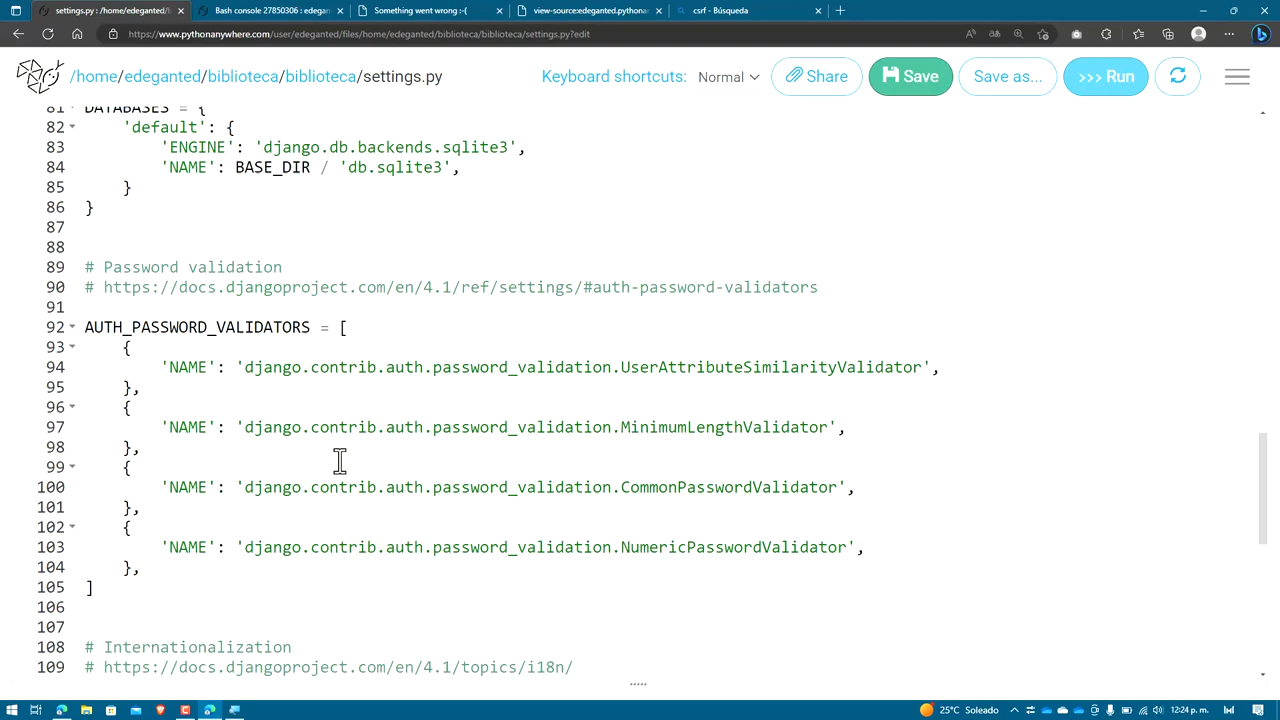 settings.py : /home/edeganted/b
Bash console 27850306 : edegan
Something went wrong :-(
view-source:edeganted.pythonan
csrf - Búsqueda
https://www.pythonanywhere.com/user/edeganted/files/home/edeganted/biblioteca/biblioteca/settings.py?edit
/home/edeganted/biblioteca/biblioteca/settings.py
Keyboard shortcuts: Normal Share Save Save as... >>> Run
81 DATABASES = {
82 'default': {
83 'ENGINE': 'django.db.backends.sqlite3',
84 'NAME': BASE_DIR / 'db.sqlite3',
85 }
86 }
87
88
89 # Password validation
90 # https://docs.djangoproject.com/en/4.1/ref/settings/#auth-password-validators
91
92 AUTH_PASSWORD_VALIDATORS = [
93 {
94 'NAME': 'django.contrib.auth.password_validation.UserAttributeSimilarityValidator',
95 },
96 {
97 'NAME': 'django.contrib.auth.password_validation.MinimumLengthValidator',
98 },
99 {
100 'NAME': 'django.contrib.auth.password_validation.CommonPasswordValidator',
101 },
102 {
103 'NAME': 'django.contrib.auth.password_validation.NumericPasswordValidator',
104 },
105 ]
106
107
108 # Internationalization
109 # https://docs.djangoproject.com/en/4.1/topics/i18n/
25°C Soleado
12:24 p. m.